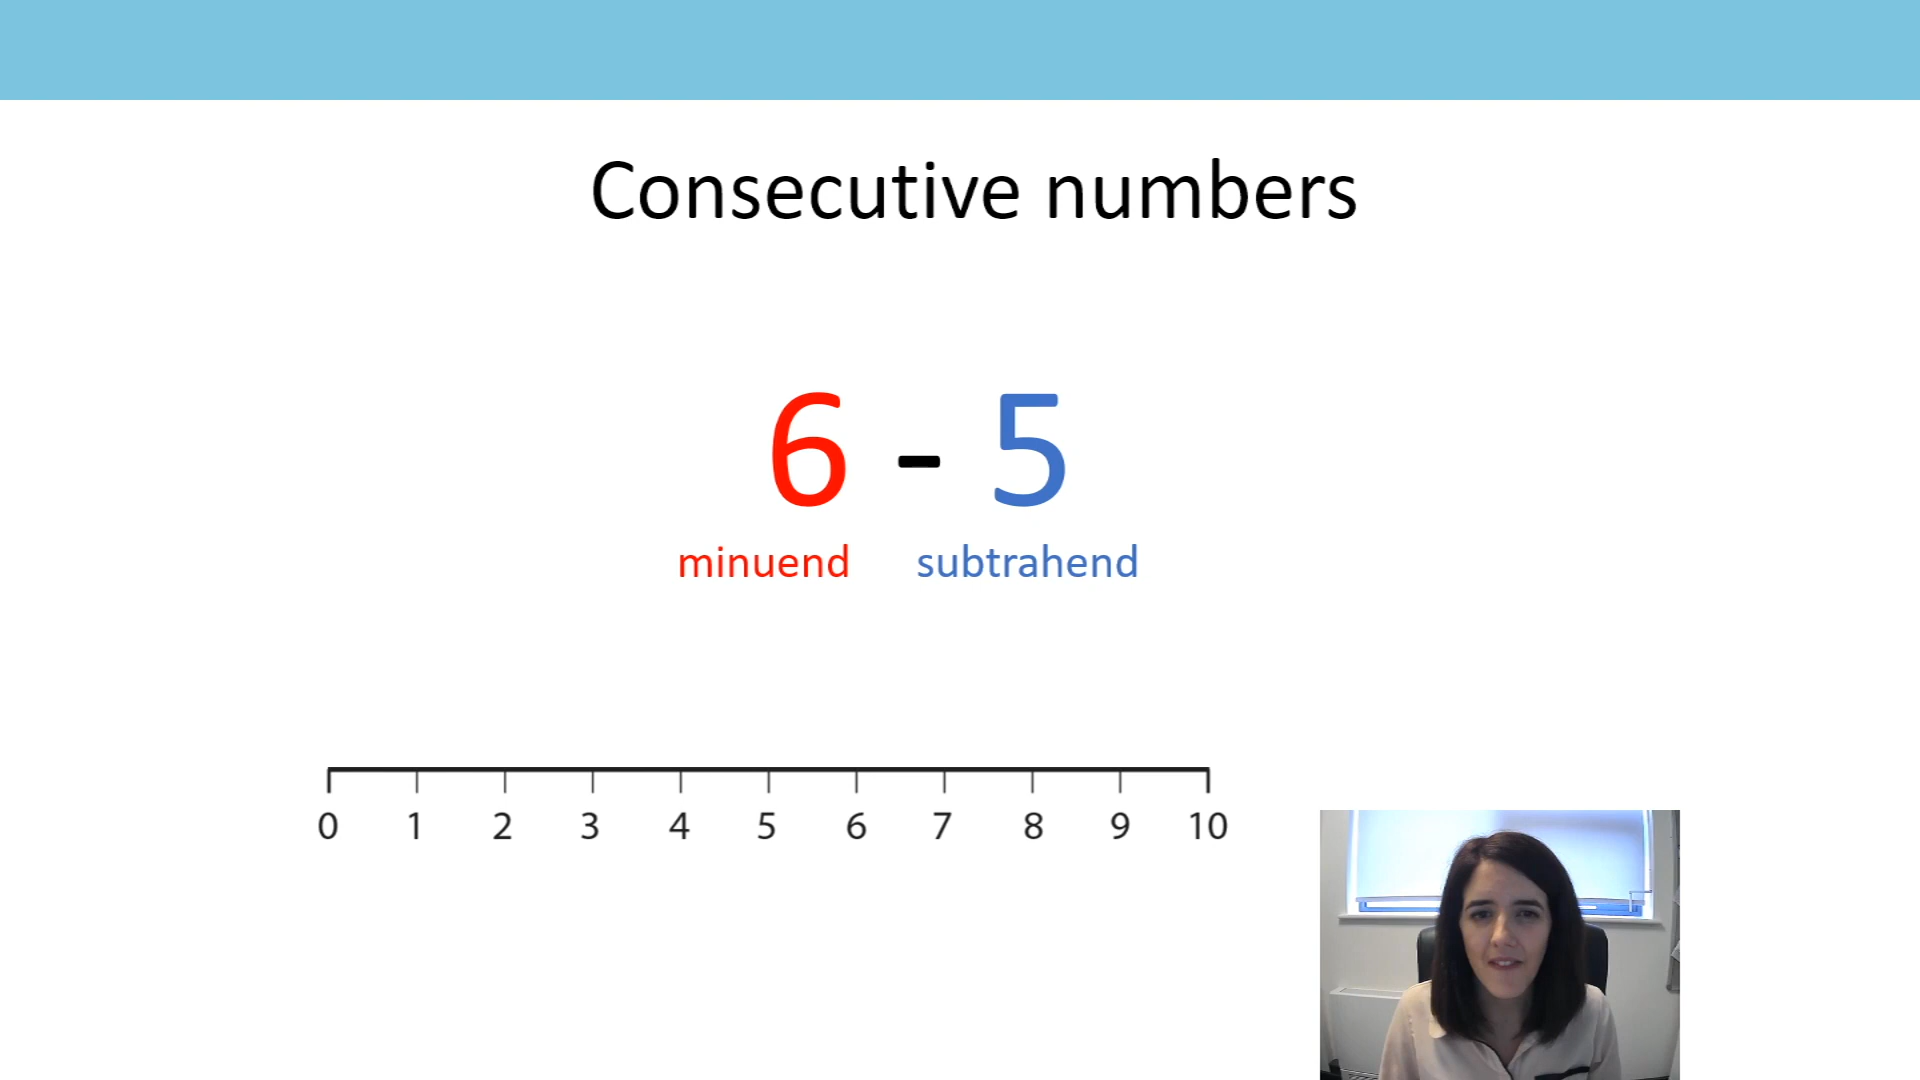 Consecutive numbers
6 - 5
minuend subtrahend
0 1 2 3 4 5 6 7 8 9 10